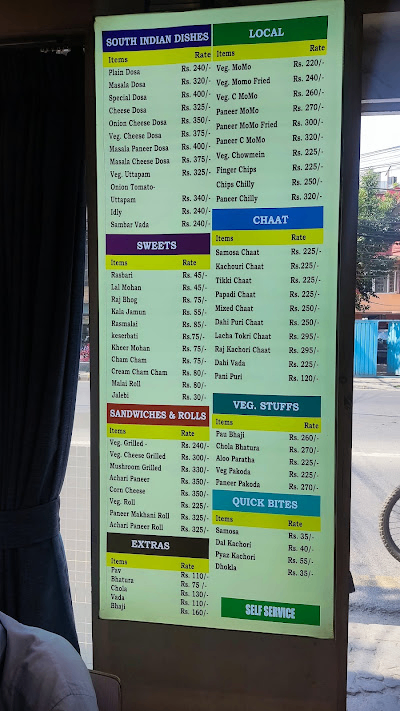 SOUTH INDIAN DISHES
Items Rate
Plain Dosa Rs. 240/-
Masala Dosa Rs. 320/-
Special Dosa Rs. 400/-
Cheese Dosa Rs. 325/-
Onion Cheese Dosa Rs. 350/-
Veg. Cheese Dosa Rs. 375/-
Masala Paneer Dosa Rs. 400/-
Masala Cheese Dosa Rs. 375/-
Veg. Uttapam Rs. 325/-
Onion Tomato-
Uttapam Rs. 340/-
Idly Rs. 240/-
Sambar Vada Rs. 240/-
SWEETS
Items Rate
Rasbari Rs. 45/-
Lal Mohan Rs. 45/-
Raj Bhog Rs. 75/-
Kala Jamun Rs. 55/-
Rasmalai Rs. 85/-
keserbati Rs.75/-
Kheer Mohan Rs. 75/-
Cham Cham Rs. 75/-
Cream Cham Cham Rs. 80/-
Malai Roll Rs. 80/-
Jalebi Rs. 30/-
SANDWICHES & ROLLS
Items Rate
Veg. Grilled - Rs. 240/-
Veg. Cheese Grilled Rs. 300/-
Mushroom Grilled Rs. 330/-
Achari Paneer Rs. 350/-
Corn Cheese Rs. 350/-
Veg. Roll Rs. 225/-
Paneer Makhani Roll Rs. 325/-
Achari Paneer Roll Rs. 325/-
EXTRAS
Items Rate
Pav Rs. 110/-
Bhatura Rs. 75 /-
Chola Rs. 130/-
Vada Rs. 110/-
Bhaji Rs. 160/-
LOCAL
Items Rate
Veg. MoMo Rs. 220/-
Veg. Momo Fried Rs. 240/-
Veg. C MoMo Rs. 260/-
Paneer MoMo Rs. 270/-
Paneer MoMo Fried Rs. 300/-
Paneer C MoMo Rs. 320/-
Veg. Chowmein Rs. 225/-
Finger Chips Rs. 225/-
Chips Chilly Rs. 250/-
Paneer Chilly Rs. 320/-
CHAAT
Items Rate
Samosa Chaat Rs. 225/-
Kachouri Chaat Rs.225/-
Tikki Chaat Rs. 225/-
Papadi Chaat Rs. 225/-
Mixed Chaat Rs. 250/-
Dahi Puri Chaat Rs. 250/-
Lacha Tokri Chaat Rs. 295/-
Raj Kachori Chaat Rs. 295/-
Dahi Vada Rs. 225/-
Pani Puri Rs. 120/-
VEG. STUFFS
Items Rate
Pau Bhaji Rs. 260/-
Chola Bhatura Rs. 270/-
Aloo Paratha Rs. 225/-
Veg Pakoda Rs. 225/-
Paneer Pakoda Rs. 270/-
QUICK BITES
Items Rate
Samosa Rs. 35/-
Dal Kachori Rs. 40/-
Pyaz Kachori Rs. 55/-
Dhokla Rs. 35/-
SELF SERVICE